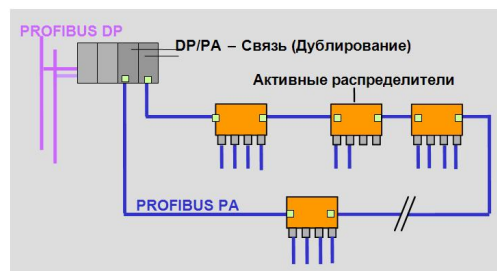 PROFIBUS DP
DP/PA – Связь (Дублирование)
Активные распределители
PROFIBUS PA